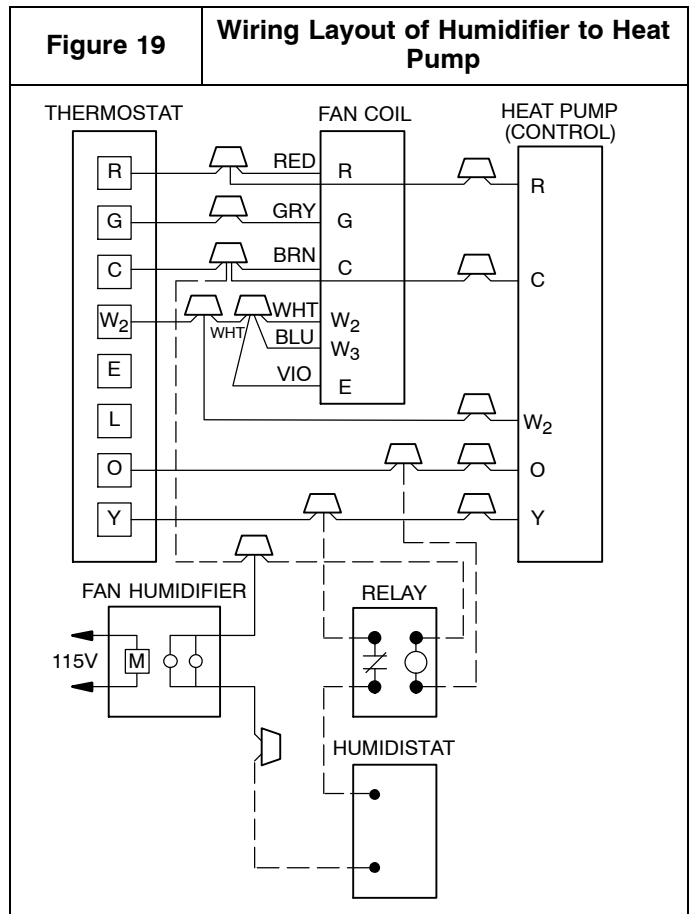 Figure 19
Wiring Layout of Humidifier to Heat
Pump
THERMOSTAT
FAN COIL
HEAT PUMP
(CONTROL)
R
RED
R
R
G
GRY
G
C
BRN
C
C
W2
WHT
WHT
W2
BLU
W3
E
VIO
E
L
W2
O
O
Y
Y
FAN HUMIDIFIER
RELAY
115V
M
HUMIDISTAT